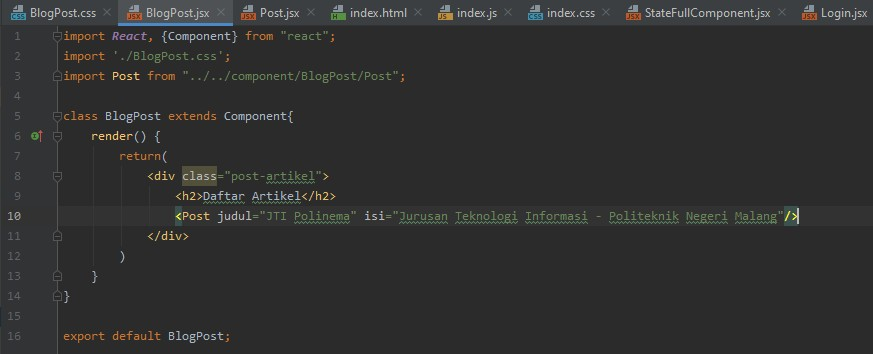 BlogPost.css BlogPost.jsx Post.jsx index.html index.js index.css StateFullComponent.jsx Login.jsx
1 import React, {Component} from "react";
2 import './BlogPost.css';
3 import Post from "../../component/BlogPost/Post";
4
5 class BlogPost extends Component{
6 render() {
7 return(
8 <div class="post-artikel">
9 <h2>Daftar Artikel</h2>
10 <Post judul="JTI Polinema" isi="Jurusan Teknologi Informasi - Politeknik Negeri Malang"/>
11 </div>
12 )
13 }
14 }
15
16 export default BlogPost;